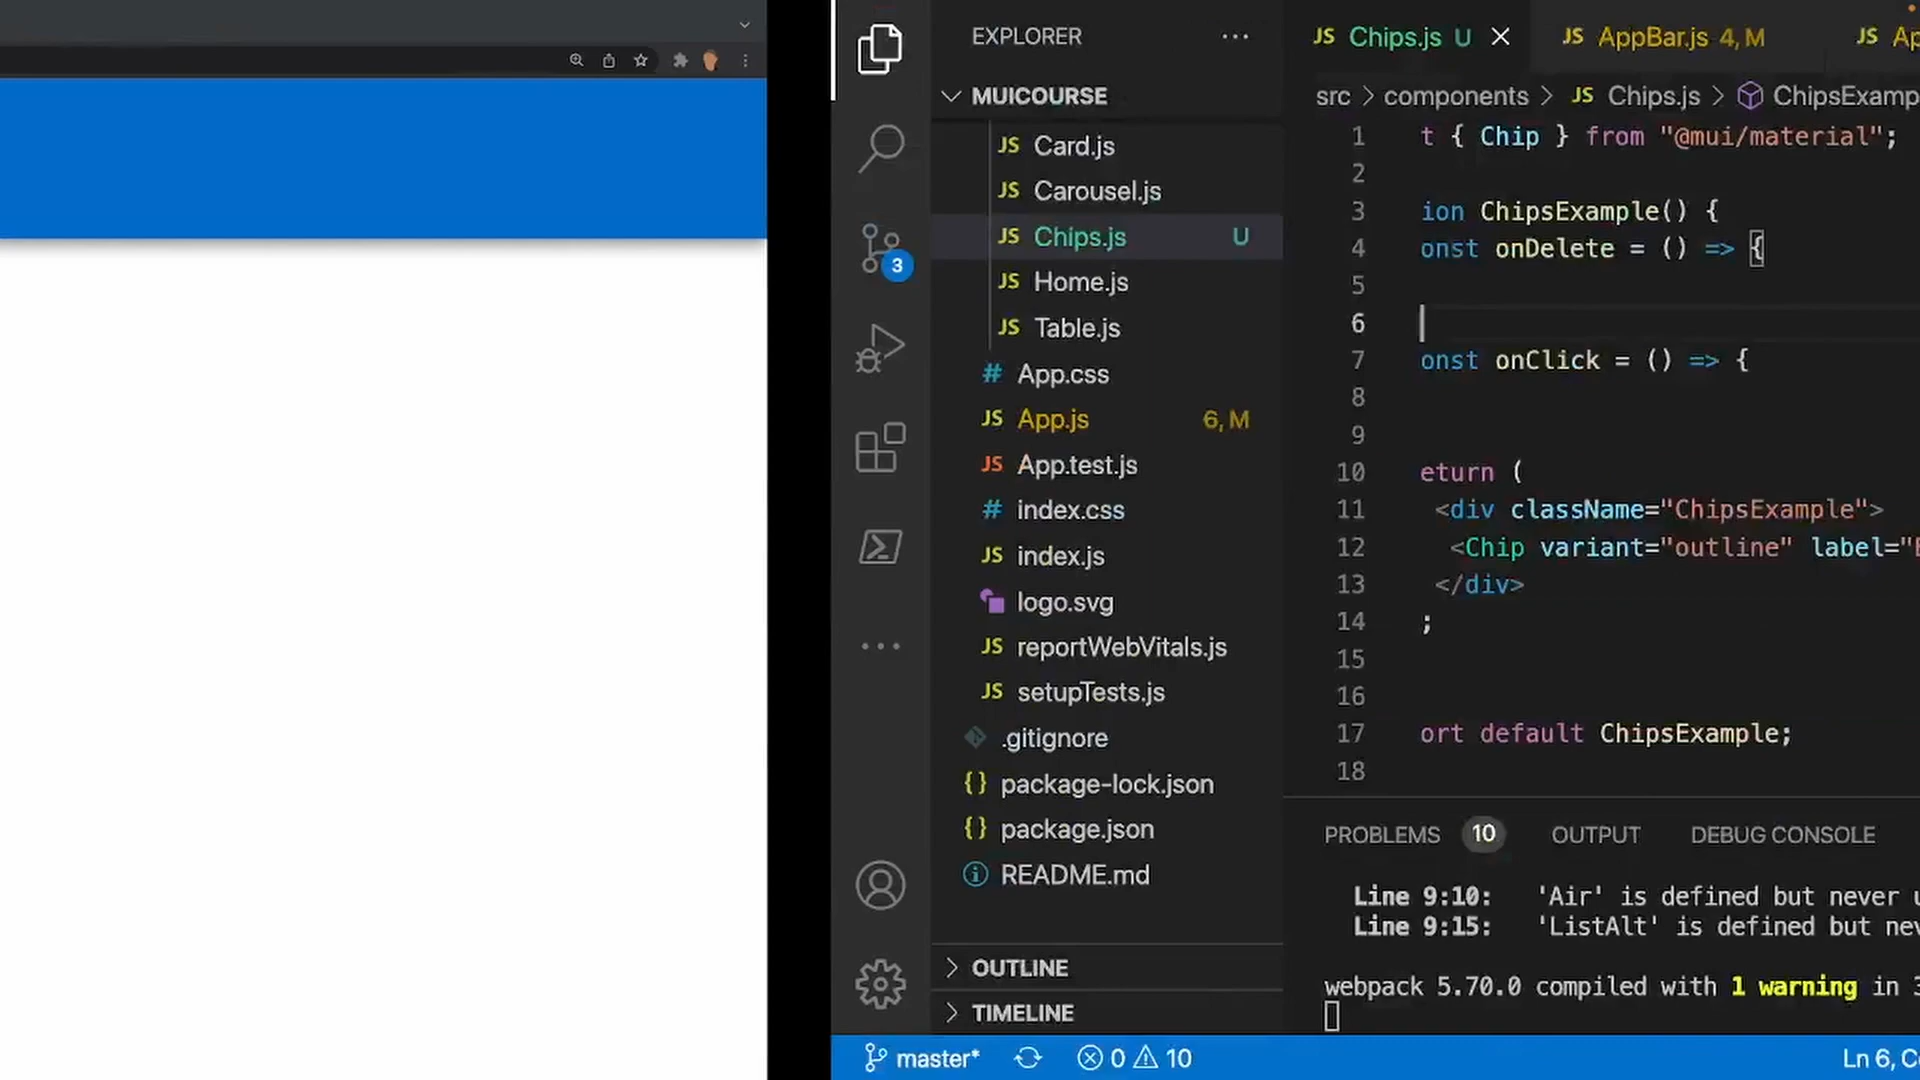 EXPLORER
MUICOURSE
JS Card.js
JS Carousel.js
JS Chips.js U
JS Home.js
JS Table.js
# App.css
JS App.js 6, M
JS App.test.js
# index.css
JS index.js
logo.svg
JS reportWebVitals.js
JS setupTests.js
.gitignore
{} package-lock.json
{} package.json
README.md
OUTLINE
TIMELINE
3
JS Chips.js U
JS AppBar.js 4, M
JS Ap
src > components > JS Chips.js > ChipsExamp
1 t { Chip } from "@mui/material";
2
3 ion ChipsExample() {
4 onst onDelete = () => {
5
6
7 onst onClick = () => {
8
9
10 eturn (
11 <div className="ChipsExample">
12 <Chip variant="outline" label="
13 </div>
14 ;
15
16
17 ort default ChipsExample;
18
PROBLEMS 10 OUTPUT DEBUG CONSOLE
Line 9:10: 'Air' is defined but never u
Line 9:15: 'ListAlt' is defined but nev
webpack 5.70.0 compiled with 1 warning in 3
master* 0 10 Ln 6, C